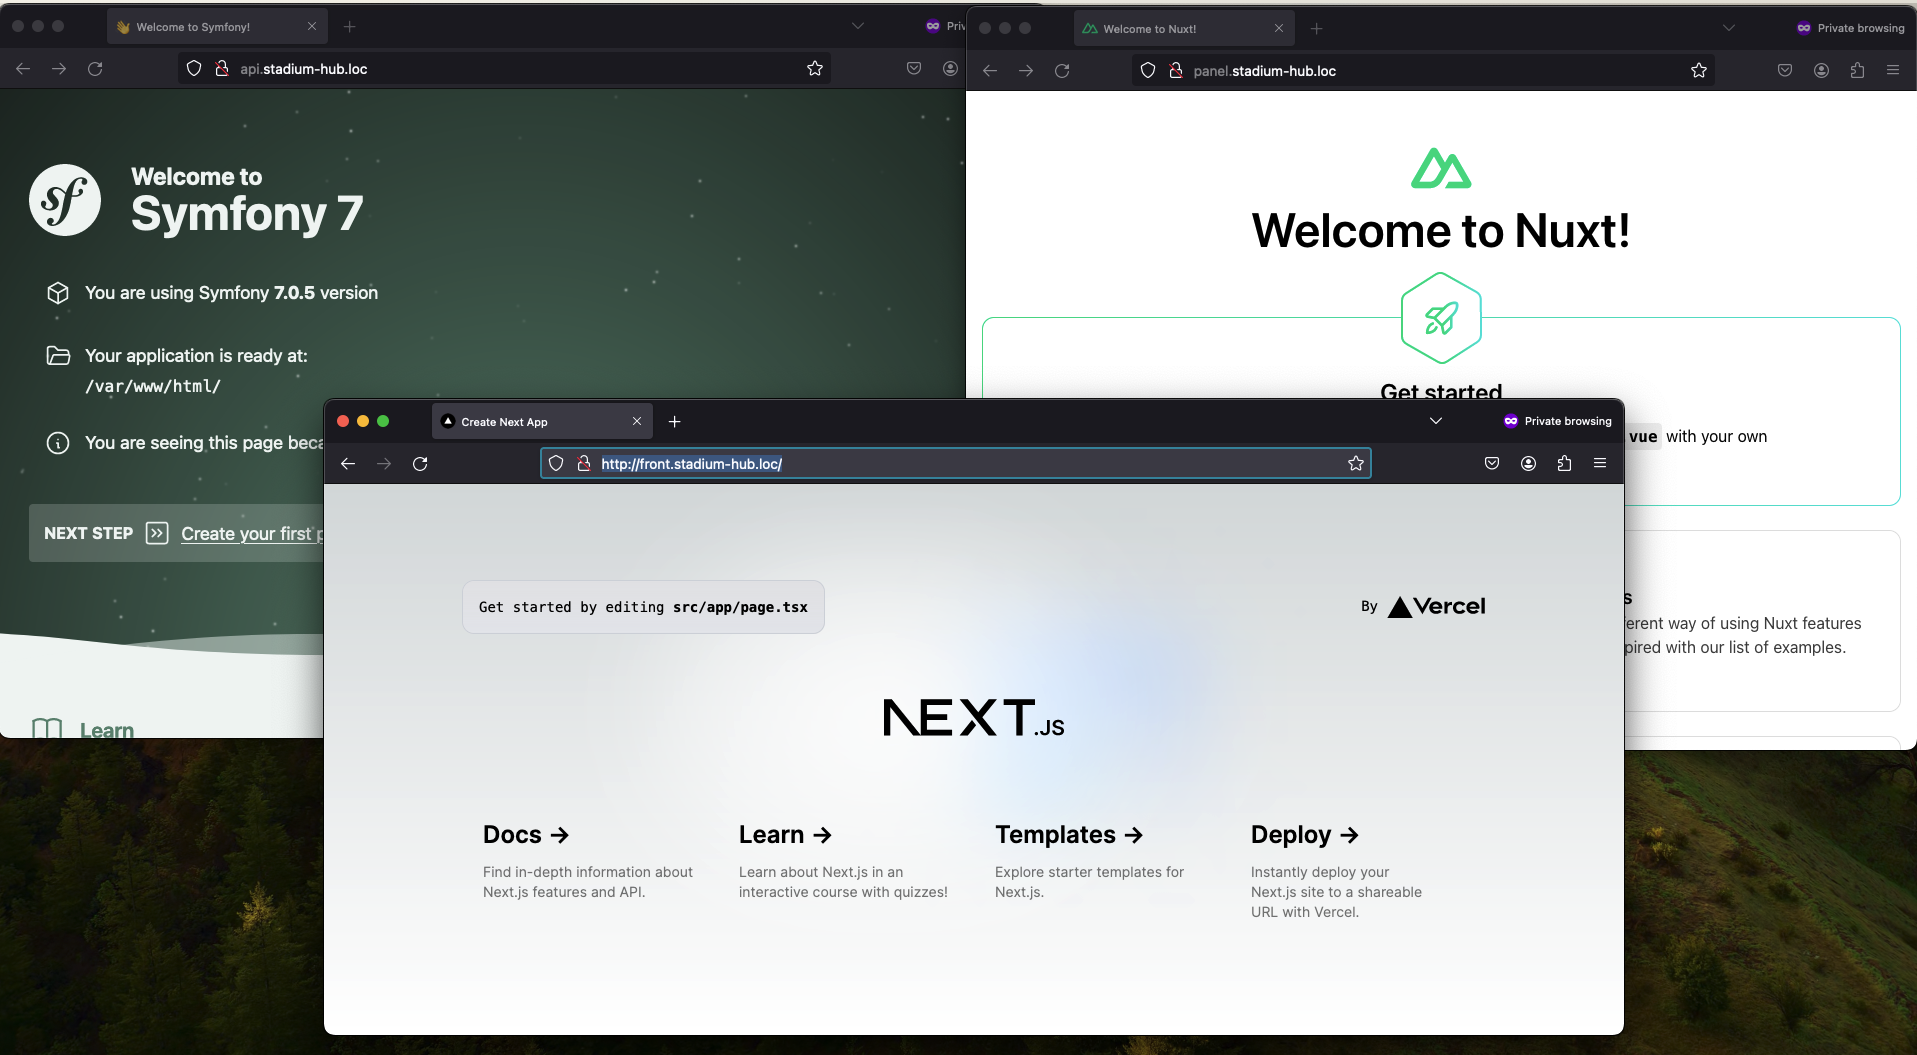 Welcome to Symfony!
Priv
api.stadium-hub.loc
sf
Welcome to
Symfony 7
You are using Symfony 7.0.5 version
Your application is ready at:
/var/www/html/
You are seeing this page beca
NEXT STEP Create your first p
Learn
Welcome to Nuxt!
Private browsing
panel.stadium-hub.loc
Welcome to Nuxt!
Get started
.vue with your own
s
ferent way of using Nuxt features
pired with our list of examples.
Create Next App
Private browsing
http://front.stadium-hub.loc/
Get started by editing src/app/page.tsx
By Vercel
NEXT.JS
Docs →
Find in-depth information about
Next.js features and API.
Learn →
Learn about Next.js in an
interactive course with quizzes!
Templates →
Explore starter templates for
Next.js.
Deploy →
Instantly deploy your
Next.js site to a shareable
URL with Vercel.